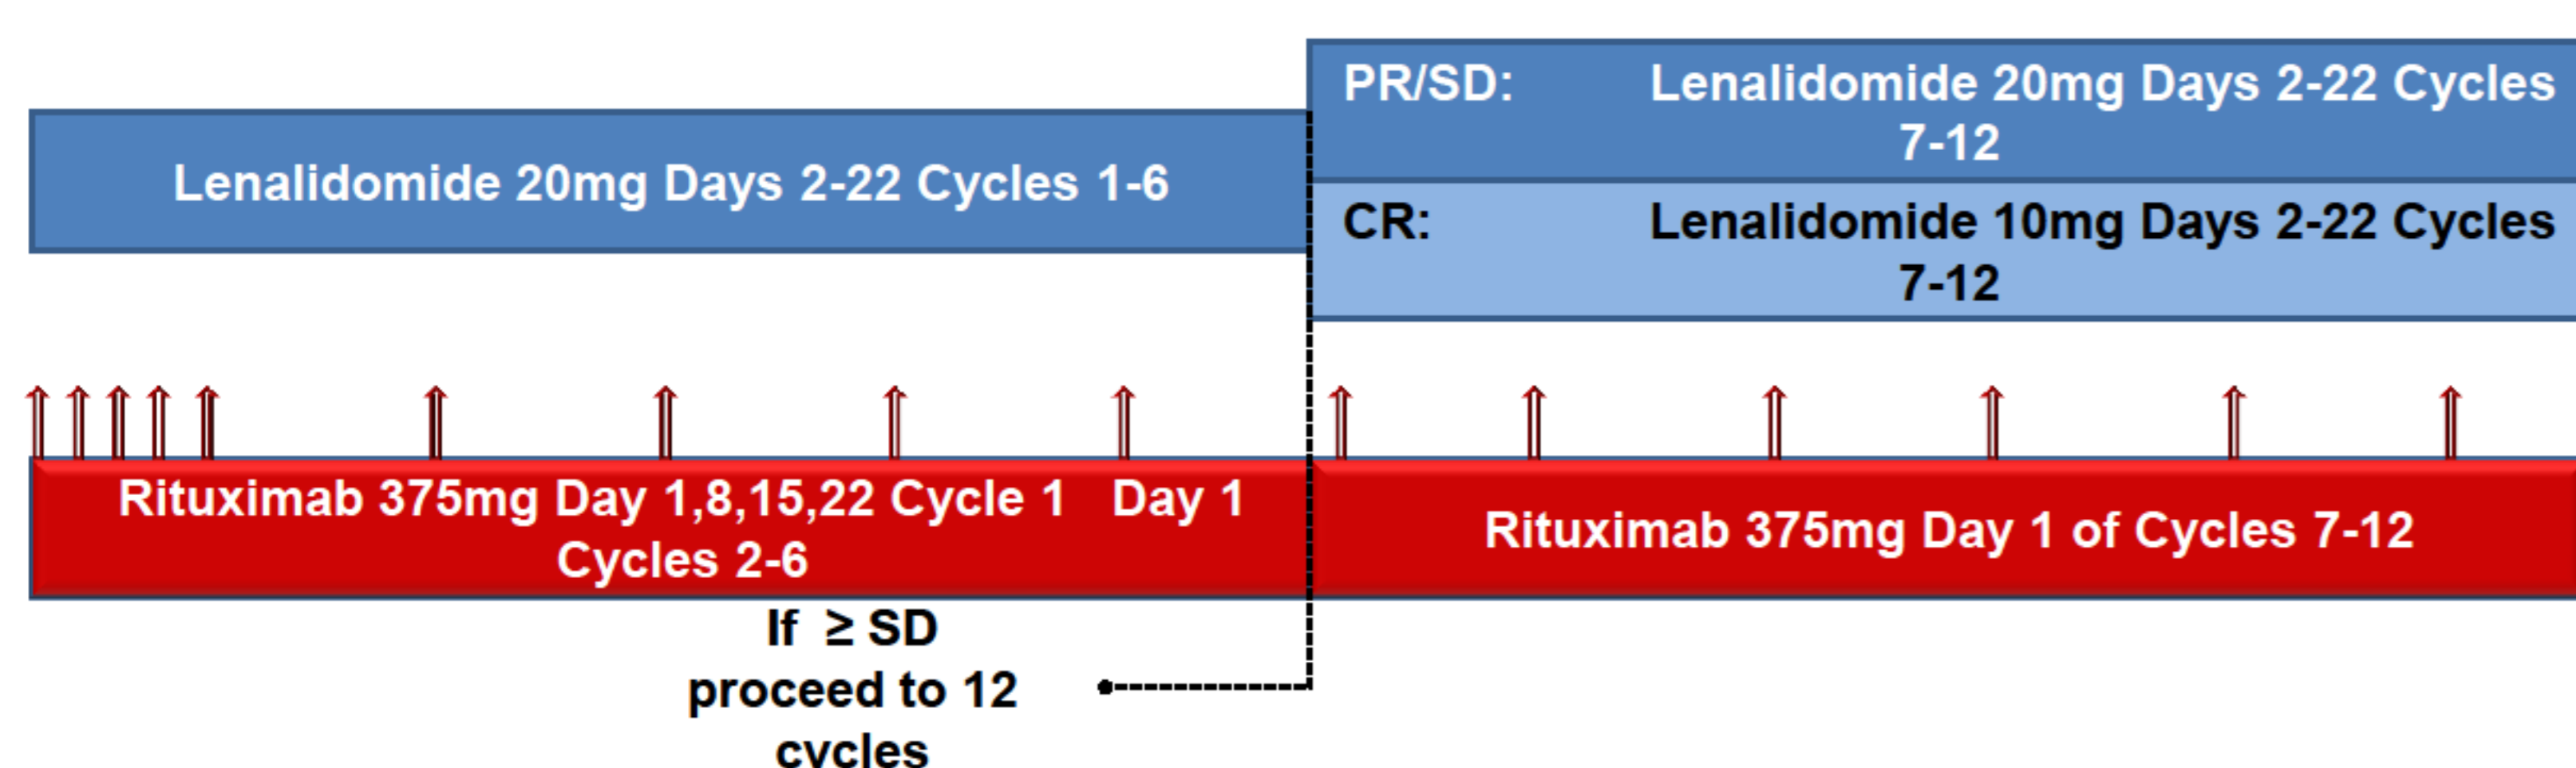 PR/SD: Lenalidomide 20mg Days 2-22 Cycles
7-12
Lenalidomide 20mg Days 2-22 Cycles 1-6
CR: Lenalidomide 10mg Days 2-22 Cycles
7-12
Rituximab 375mg Day 1,8,15,22 Cycle 1 Day 1
Cycles 2-6
Rituximab 375mg Day 1 of Cycles 7-12
If ≥ SD
proceed to 12
cycles